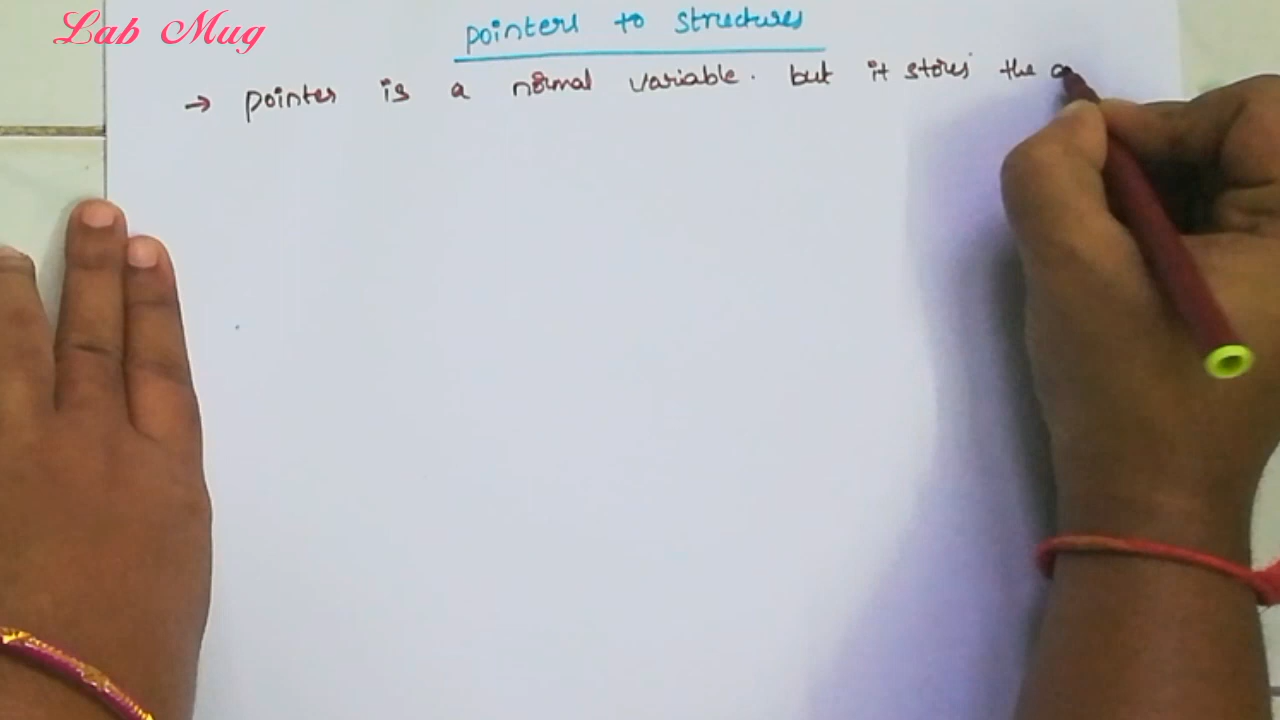 Lab Mug
pointers to structures
→ pointer is a normal variable. but it stores the a